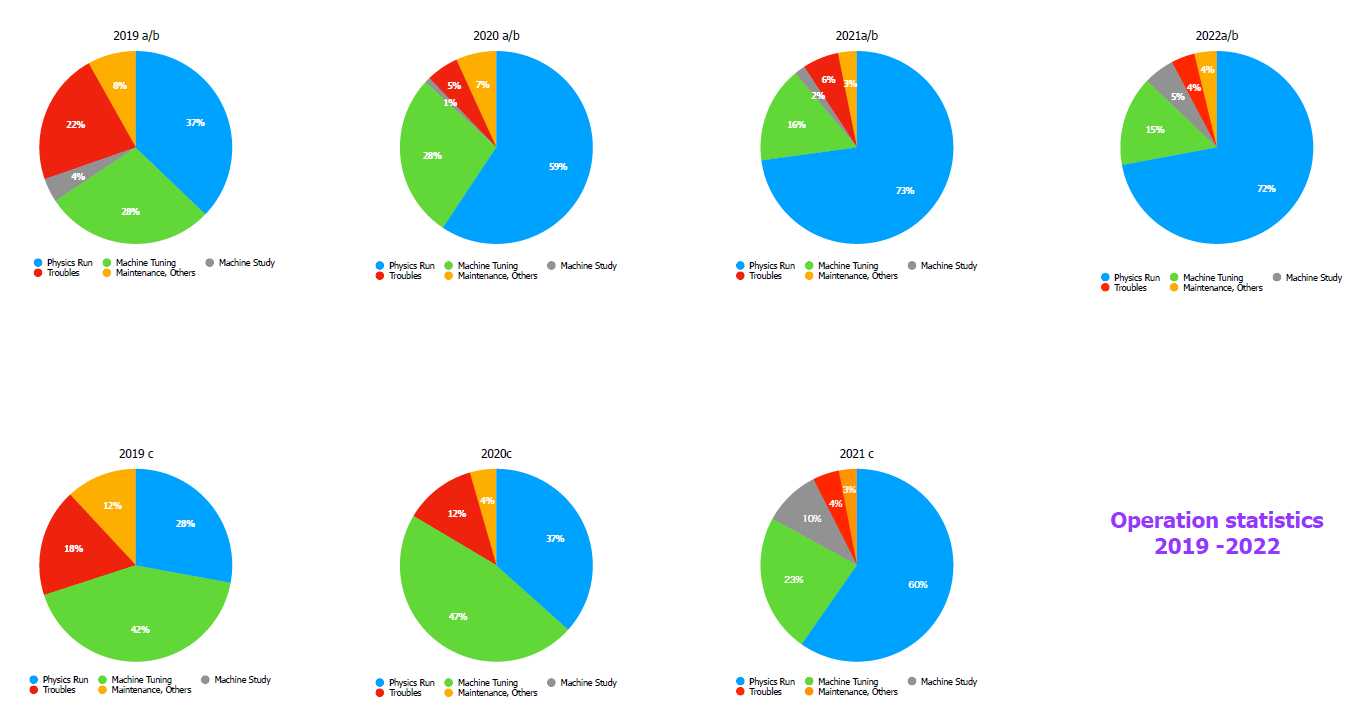 2019 a/b
8%
37%
22%
4%
28%
Physics Run Machine Tuning Machine Study
Troubles Maintenance, Others
2020 a/b
5%
7%
1%
28%
59%
Physics Run Machine Tuning Machine Study
Troubles Maintenance, Others
2021a/b
6%
3%
2%
16%
73%
Physics Run Machine Tuning Machine Study
Troubles Maintenance, Others
2022a/b
4%
4%
5%
15%
72%
Physics Run Machine Tuning Machine Study
Troubles Maintenance, Others
2019 c
12%
28%
18%
42%
Physics Run Machine Tuning Machine Study
Troubles Maintenance, Others
2020c
4%
12%
37%
47%
Physics Run Machine Tuning Machine Study
Troubles Maintenance, Others
2021 c
3%
4%
10%
23%
60%
Physics Run Machine Tuning Machine Study
Troubles Maintenance, Others
Operation statistics
2019 -2022